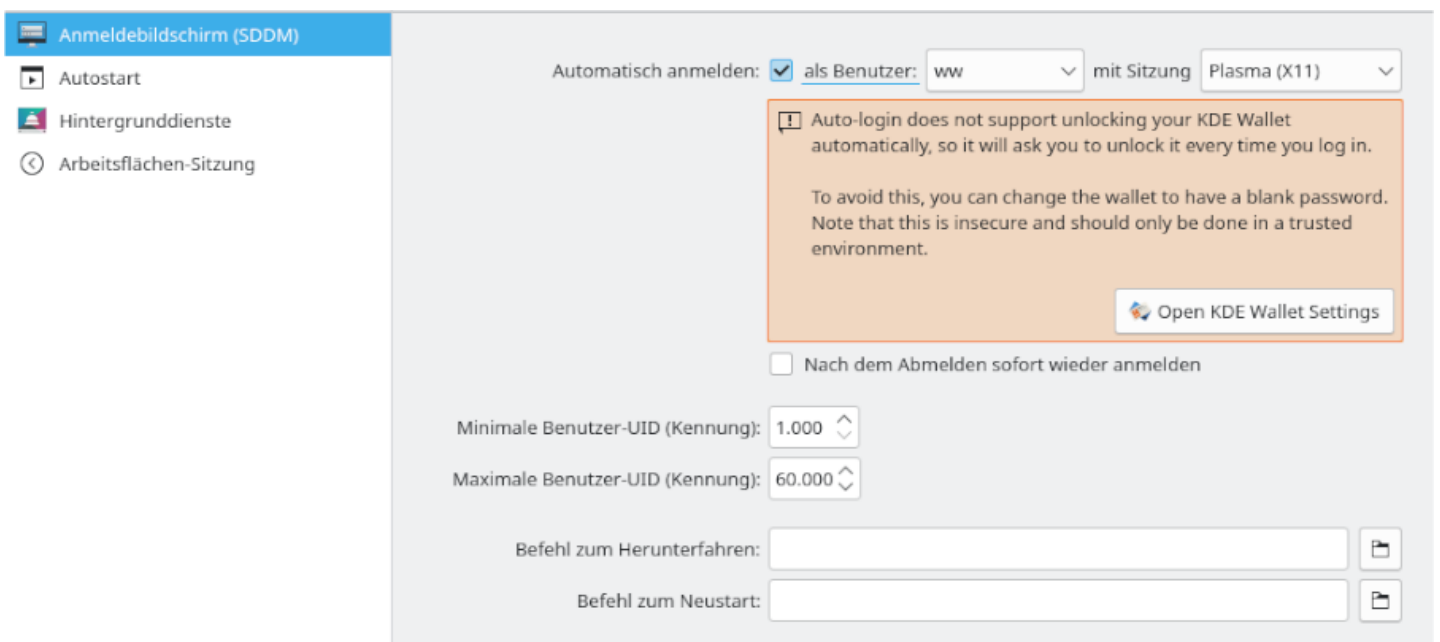 Anmeldebildschirm (SDDM)
Autostart
Hintergrunddienste
Arbeitsflächen-Sitzung
Automatisch anmelden: als Benutzer: ww mit Sitzung Plasma (X11)
Auto-login does not support unlocking your KDE Wallet
automatically, so it will ask you to unlock it every time you log in.
To avoid this, you can change the wallet to have a blank password.
Note that this is insecure and should only be done in a trusted
environment.
Open KDE Wallet Settings
Nach dem Abmelden sofort wieder anmelden
Minimale Benutzer-UID (Kennung): 1.000
Maximale Benutzer-UID (Kennung): 60.000
Befehl zum Herunterfahren:
Befehl zum Neustart: